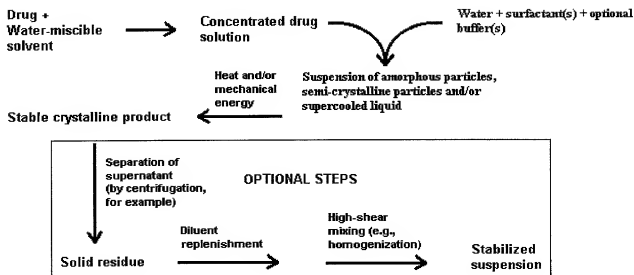 Drug +
Water-miscible
solvent
Concentrated drug
solution
Water + surfactant(s) + optional
buffer(s)
Heat and/or
mechanical
energy
Suspension of amorphous particles,
semi-crystalline particles and/or
supercooled liquid
Stable crystalline product
Separation of
supernatant
(by centrifugation,
for example)
OPTIONAL STEPS
Solid residue
Diluent
replenishment
High-shear
mixing (e.g.,
homogenization)
Stabilized
suspension